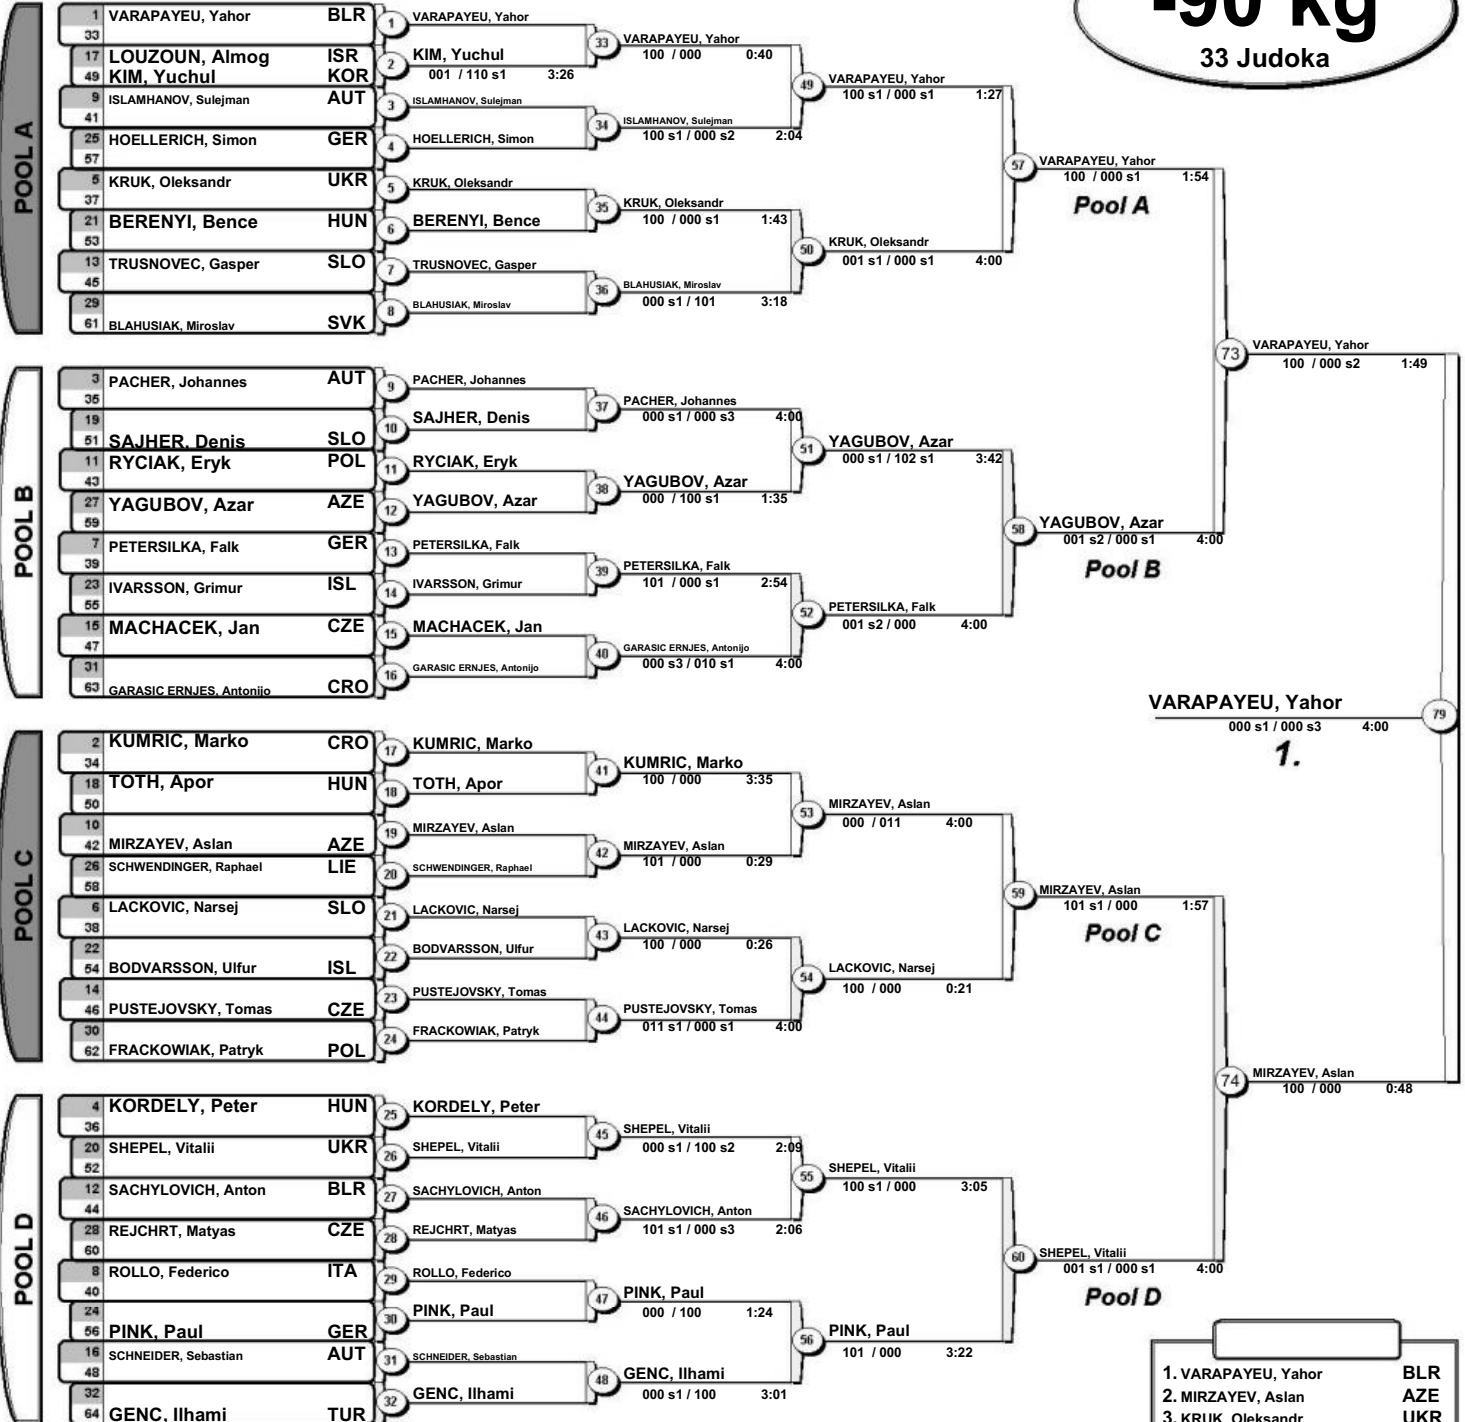 -90 kg
33 Judoka
POOL A
1 VARAPAYEU, Yahor BLR
33
17 LOUZOUN, Almog ISR
49 KIM, Yuchul KOR
9 ISLAMHANOV, Sulejman AUT
41
25 HOELLERICH, Simon GER
57
5 KRUK, Oleksandr UKR
37
21 BERENYI, Bence HUN
53
13 TRUSNOVEC, Gasper SLO
45
29
61 BLAHUSIAK, Miroslav SVK
1 VARAPAYEU, Yahor
2 KIM, Yuchul
001 / 110 s1 3:26
3 ISLAMHANOV, Sulejman
4 HOELLERICH, Simon
5 KRUK, Oleksandr
6 BERENYI, Bence
7 TRUSNOVEC, Gasper
8 BLAHUSIAK, Miroslav
33 VARAPAYEU, Yahor
100 / 000 0:40
34 ISLAMHANOV, Sulejman
100 s1 / 000 s2 2:04
35 KRUK, Oleksandr
100 / 000 s1 1:43
36 BLAHUSIAK, Miroslav
000 s1 / 101 3:18
49 VARAPAYEU, Yahor
100 s1 / 000 s1 1:27
50 KRUK, Oleksandr
001 s1 / 000 s1 4:00
57 VARAPAYEU, Yahor
100 / 000 s1 1:54
Pool A
POOL B
3 PACHER, Johannes AUT
35
19
51 SAJHER, Denis SLO
11 RYCIAK, Eryk POL
43
27 YAGUBOV, Azar AZE
59
7 PETERSILKA, Falk GER
39
23 IVARSSON, Grimur ISL
55
15 MACHACEK, Jan CZE
47
31
63 GARASIC ERNJES, Antonijo CRO
9 PACHER, Johannes
10 SAJHER, Denis
11 RYCIAK, Eryk
12 YAGUBOV, Azar
13 PETERSILKA, Falk
14 IVARSSON, Grimur
15 MACHACEK, Jan
16 GARASIC ERNJES, Antonijo
37 PACHER, Johannes
000 s1 / 000 s3 4:00
38 YAGUBOV, Azar
000 / 100 s1 1:35
39 PETERSILKA, Falk
101 / 000 s1 2:54
40 GARASIC ERNJES, Antonijo
000 s3 / 010 s1 4:00
51 YAGUBOV, Azar
000 s1 / 102 s1 3:42
52 PETERSILKA, Falk
001 s2 / 000 4:00
58 YAGUBOV, Azar
001 s2 / 000 s1 4:00
Pool B
73 VARAPAYEU, Yahor
100 / 000 s2 1:49
VARAPAYEU, Yahor
79
000 s1 / 000 s3 4:00
1.
POOL C
2 KUMRIC, Marko CRO
34
18 TOTH, Apor HUN
50
10
42 MIRZAYEV, Aslan AZE
26 SCHWENDINGER, Raphael LIE
58
6 LACKOVIC, Narsej SLO
38
22
54 BODVARSSON, Ulfur ISL
14
46 PUSTEJOVSKY, Tomas CZE
30
62 FRACKOWIAK, Patryk POL
17 KUMRIC, Marko
18 TOTH, Apor
19 MIRZAYEV, Aslan
20 SCHWENDINGER, Raphael
21 LACKOVIC, Narsej
22 BODVARSSON, Ulfur
23 PUSTEJOVSKY, Tomas
24 FRACKOWIAK, Patryk
41 KUMRIC, Marko
100 / 000 3:35
42 MIRZAYEV, Aslan
101 / 000 0:29
43 LACKOVIC, Narsej
100 / 000 0:26
44 PUSTEJOVSKY, Tomas
011 s1 / 000 s1 4:00
53 MIRZAYEV, Aslan
000 / 011 4:00
54 LACKOVIC, Narsej
100 / 000 0:21
59 MIRZAYEV, Aslan
101 s1 / 000 1:57
Pool C
POOL D
4 KORDELY, Peter HUN
36
20 SHEPEL, Vitalii UKR
52
12 SACHYLOVICH, Anton BLR
44
28 REJCHRT, Matyas CZE
60
8 ROLLO, Federico ITA
40
24
56 PINK, Paul GER
16 SCHNEIDER, Sebastian AUT
48
32
64 GENC, Ilhami TUR
25 KORDELY, Peter
26 SHEPEL, Vitalii
27 SACHYLOVICH, Anton
28 REJCHRT, Matyas
29 ROLLO, Federico
30 PINK, Paul
31 SCHNEIDER, Sebastian
32 GENC, Ilhami
45 SHEPEL, Vitalii
000 s1 / 100 s2 2:09
46 SACHYLOVICH, Anton
101 s1 / 000 s3 2:06
47 PINK, Paul
000 / 100 1:24
48 GENC, Ilhami
000 s1 / 100 3:01
55 SHEPEL, Vitalii
100 s1 / 000 3:05
56 PINK, Paul
101 / 000 3:22
60 SHEPEL, Vitalii
001 s1 / 000 s1 4:00
Pool D
74 MIRZAYEV, Aslan
100 / 000 0:48
1. VARAPAYEU, Yahor BLR
2. MIRZAYEV, Aslan AZE
3. KRUK, Oleksandr UKR